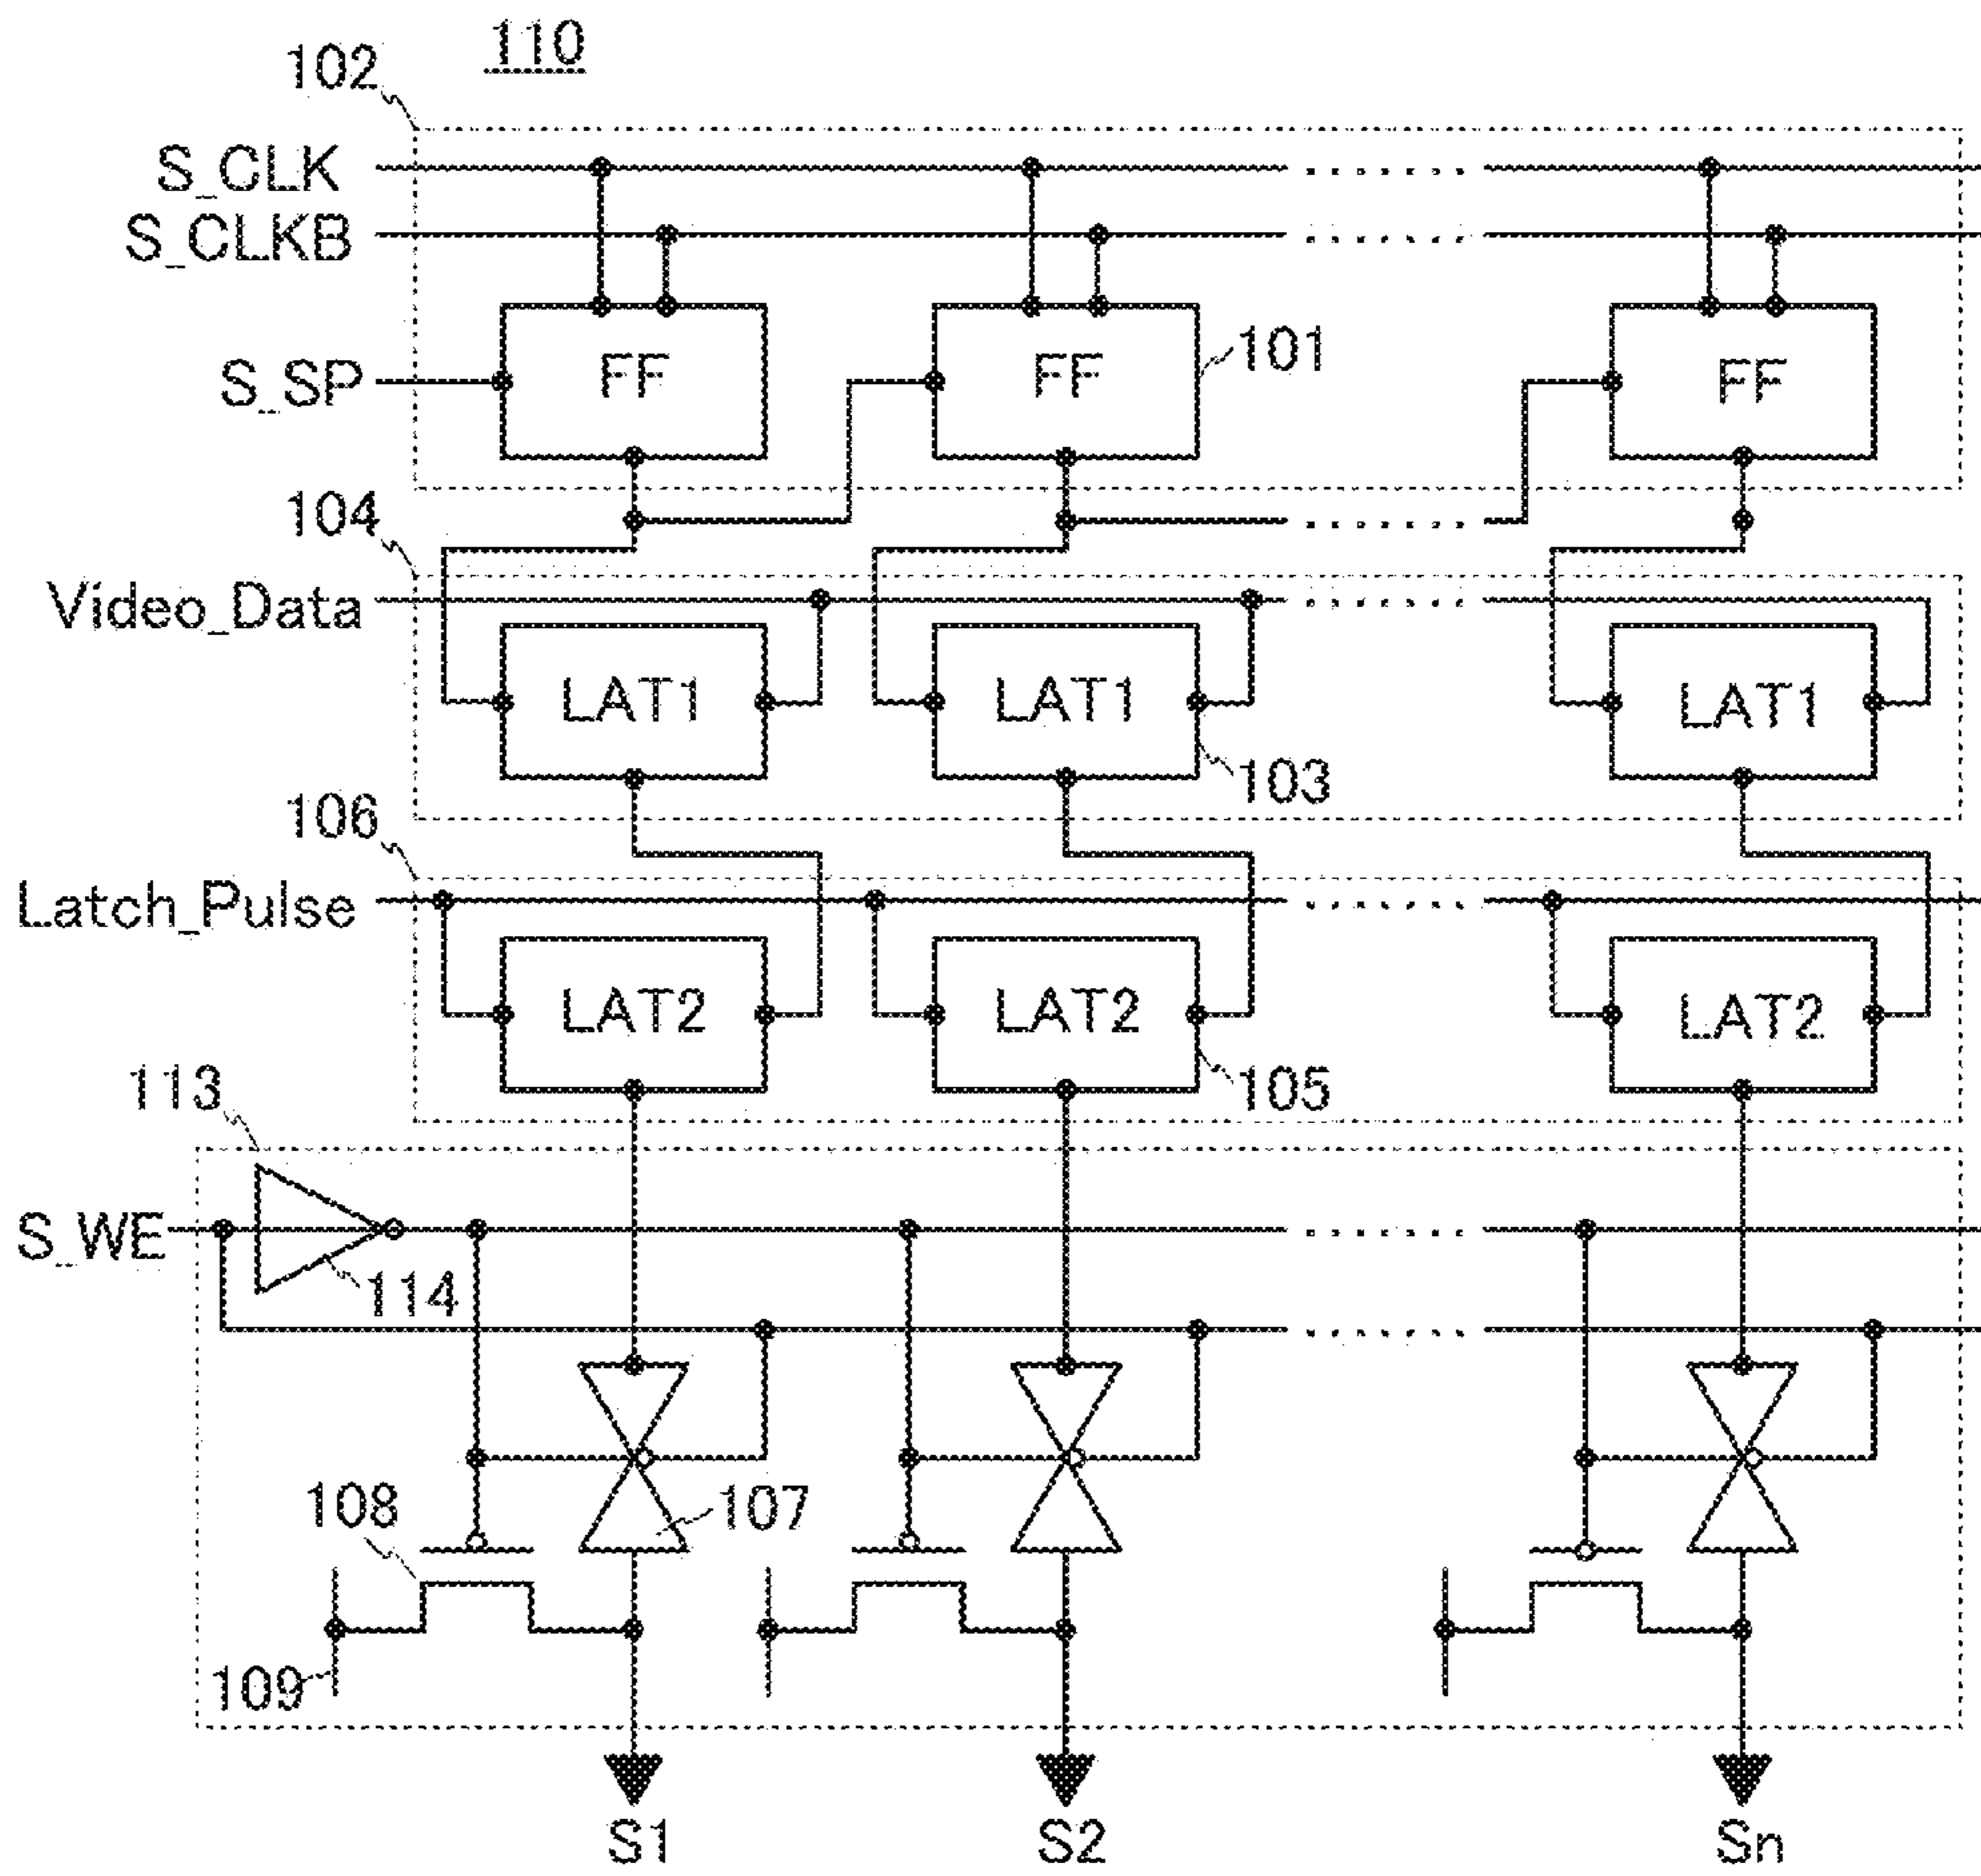 110
102
S_CLK
S_CLKB
S_SP
FF
FF
101
FF
104
Video_Data
LAT1
LAT1
103
LAT1
106
Latch_Pulse
LAT2
LAT2
105
LAT2
113
S_WE
114
108
107
109
S1
S2
Sn